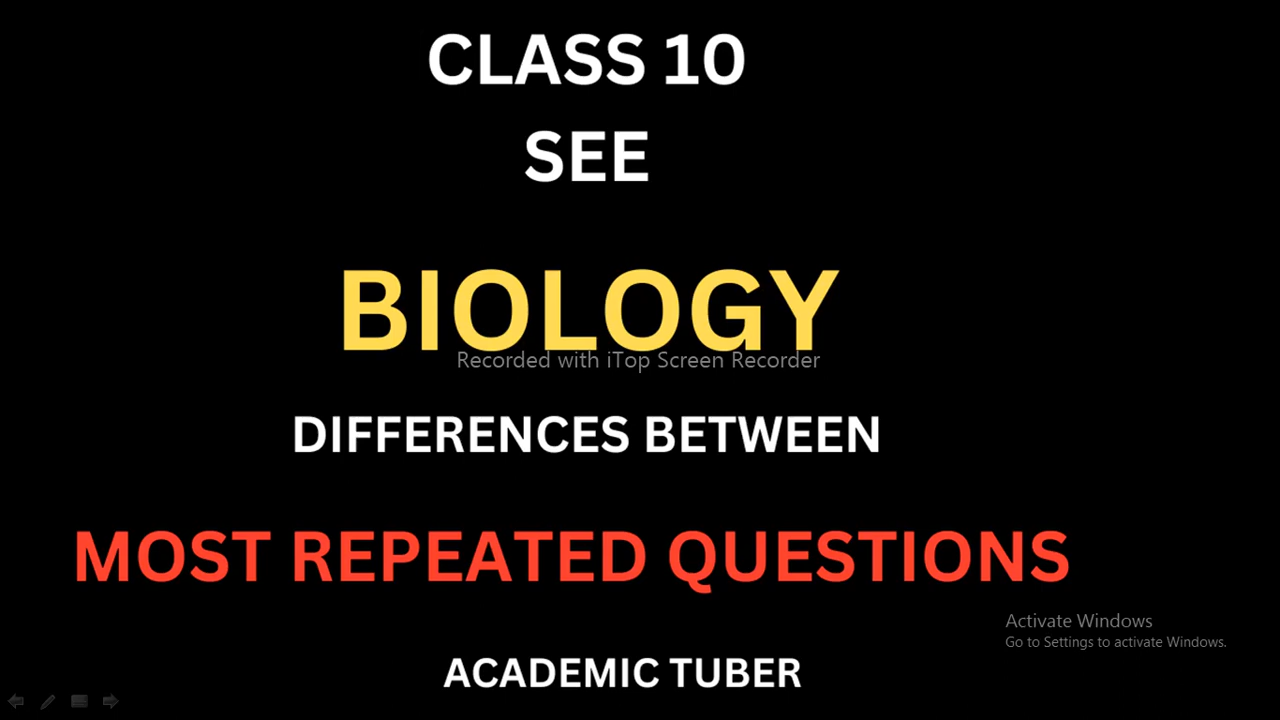 CLASS 10
SEE
BIOLOGY
Recorded with iTop Screen Recorder
DIFFERENCES BETWEEN
MOST REPEATED QUESTIONS
Activate Windows
Go to Settings to activate Windows.
ACADEMIC TUBER